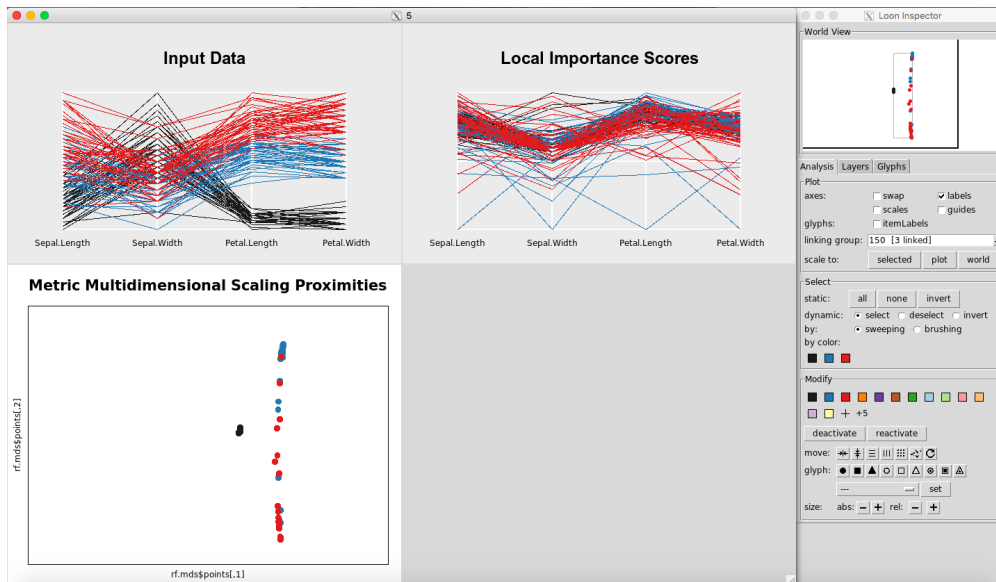 5
Input Data
Local Importance Scores
Sepal.Length
Sepal.Width
Petal.Length
Petal.Width
Sepal.Length
Sepal.Width
Petal.Length
Petal.Width
Metric Multidimensional Scaling Proximities
rf.mds$points[,2]
rf.mds$points[,1]
Loon Inspector
World View
Analysis Layers Glyphs
Plot
axes: swap labels
scales guides
glyphs: itemLabels
linking group: 150 [3 linked]
scale to: selected plot world
Select
static: all none invert
dynamic: select deselect invert
by: sweeping brushing
by color:
Modify
+5
deactivate reactivate
move:
glyph:
--- set
size: abs: − + rel: − +